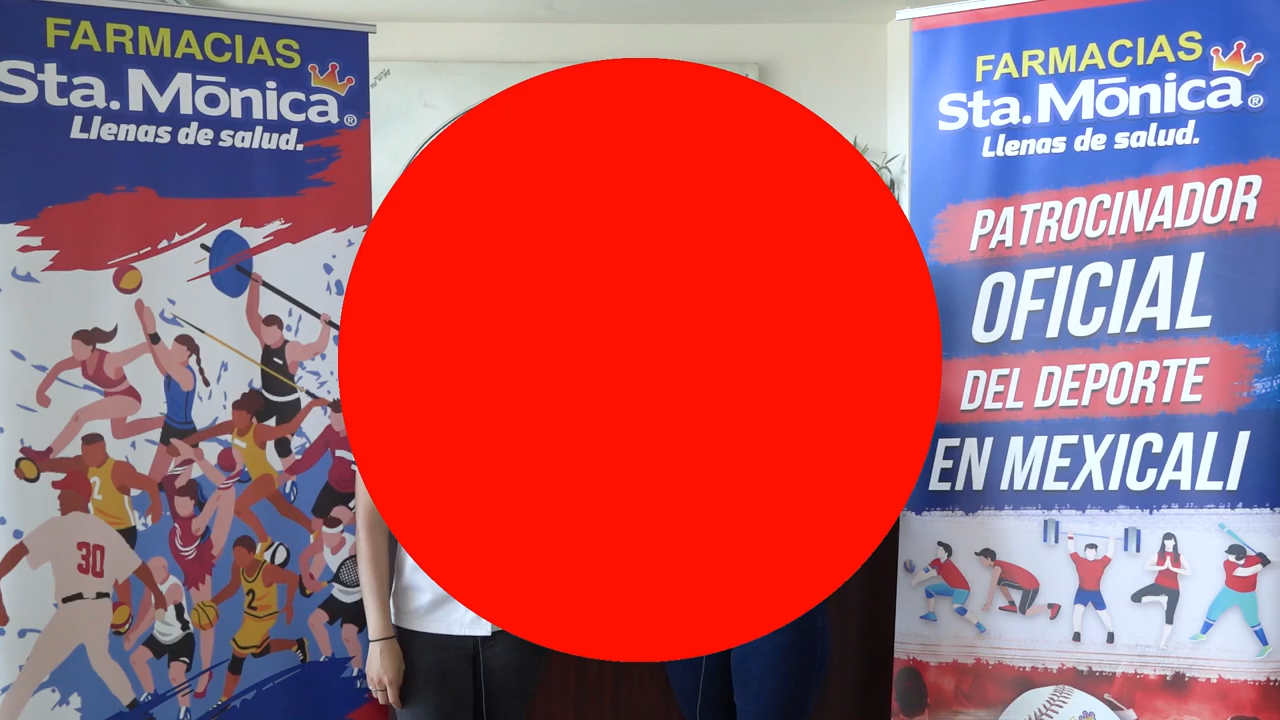 FARMACIAS
Sta. Mōnica®
Llenas de salud.
30
2
2
FARMACIAS
Sta. Mōnica®
Llenas de salud.
PATROCINADOR
OFICIAL
DEL DEPORTE
EN MEXICALI